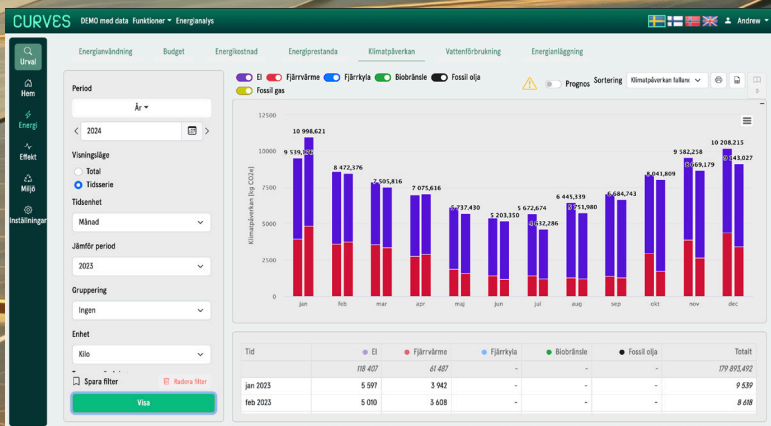 CURVES DEMO med data Funktioner Energianalys Andrew
Urval
Hem
Energi
Effekt
Miljö
Inställningar
Energianvändning Budget Energikostnad Energiprestanda Klimatpåverkan Vattenförbrukning Energianläggning
Period
År
2024
Visningsläge
Total
Tidsserie
Tidsenhet
Månad
Jämför period
2023
Gruppering
Ingen
Enhet
Kilo
Spara filter Radera filter
Visa
El Fjärrvärme Fjärrkyla Biobränsle Fossil olja
Fossil gas
Prognos Sortering Klimatpåverkan fallande
Klimatpåverkan [kg CO2e]
12500
10000
7500
5000
2500
0
10 998,621
8 472,376
7 505,816
7 075,616
5 737,430
5 203,350
5 672,674
4 632,286
6 445,339
5 751,980
6 684,743
8 043,809
9 582,258
8 669,179
10 208,215
9 143,027
jan feb mar apr maj jun jul aug sep okt nov dec
Tid El Fjärrvärme Fjärrkyla Biobränsle Fossil olja Totalt
118 407 61 487 - - - 179 893,492
jan 2023 5 597 3 942 - - - 9 539
feb 2023 5 010 3 608 - - - 8 618